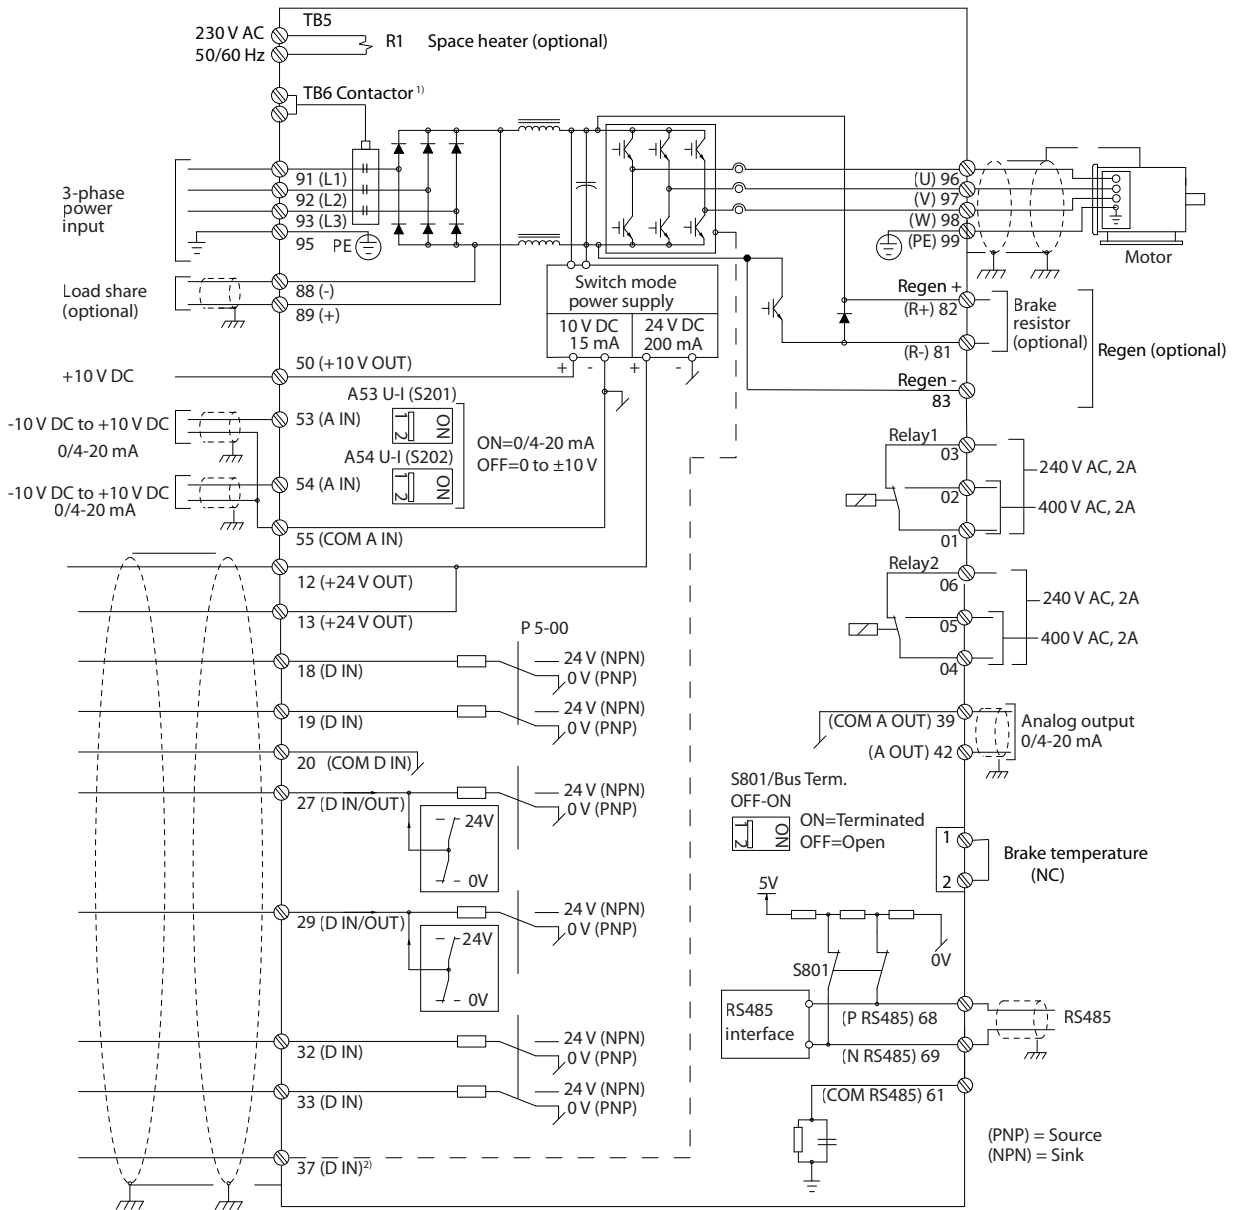 TB5
230 V AC
50/60 Hz
R1
Space heater (optional)
TB6 Contactor 1)
3-phase
power
input
91 (L1)
92 (L2)
93 (L3)
95
PE
(U) 96
(V) 97
(W) 98
(PE) 99
Motor
Load share
(optional)
88 (-)
89 (+)
Switch mode
power supply
10 V DC
15 mA
24 V DC
200 mA
+ - + -
Regen +
(R+) 82
Brake
resistor
(optional)
(R-) 81
Regen (optional)
Regen -
83
+10 V DC
50 (+10 V OUT)
A53 U-I (S201)
1 2
ON
-10 V DC to +10 V DC
0/4-20 mA
53 (A IN)
ON=0/4-20 mA
OFF=0 to ±10 V
A54 U-I (S202)
1 2
ON
-10 V DC to +10 V DC
0/4-20 mA
54 (A IN)
55 (COM A IN)
Relay1
03
240 V AC, 2A
02
400 V AC, 2A
01
12 (+24 V OUT)
13 (+24 V OUT)
Relay2
06
240 V AC, 2A
05
400 V AC, 2A
04
P 5-00
18 (D IN)
24 V (NPN)
0 V (PNP)
19 (D IN)
24 V (NPN)
0 V (PNP)
20 (COM D IN)
27 (D IN/OUT)
24 V (NPN)
0 V (PNP)
24V
0V
29 (D IN/OUT)
24 V (NPN)
0 V (PNP)
24V
0V
32 (D IN)
24 V (NPN)
0 V (PNP)
33 (D IN)
24 V (NPN)
0 V (PNP)
37 (D IN)2)
(COM A OUT) 39
(A OUT) 42
Analog output
0/4-20 mA
S801/Bus Term.
OFF-ON
1 2
ON
ON=Terminated
OFF=Open
1
2
Brake temperature
(NC)
5V
0V
S801
RS485
interface
(P RS485) 68
RS485
(N RS485) 69
(COM RS485) 61
(PNP) = Source
(NPN) = Sink